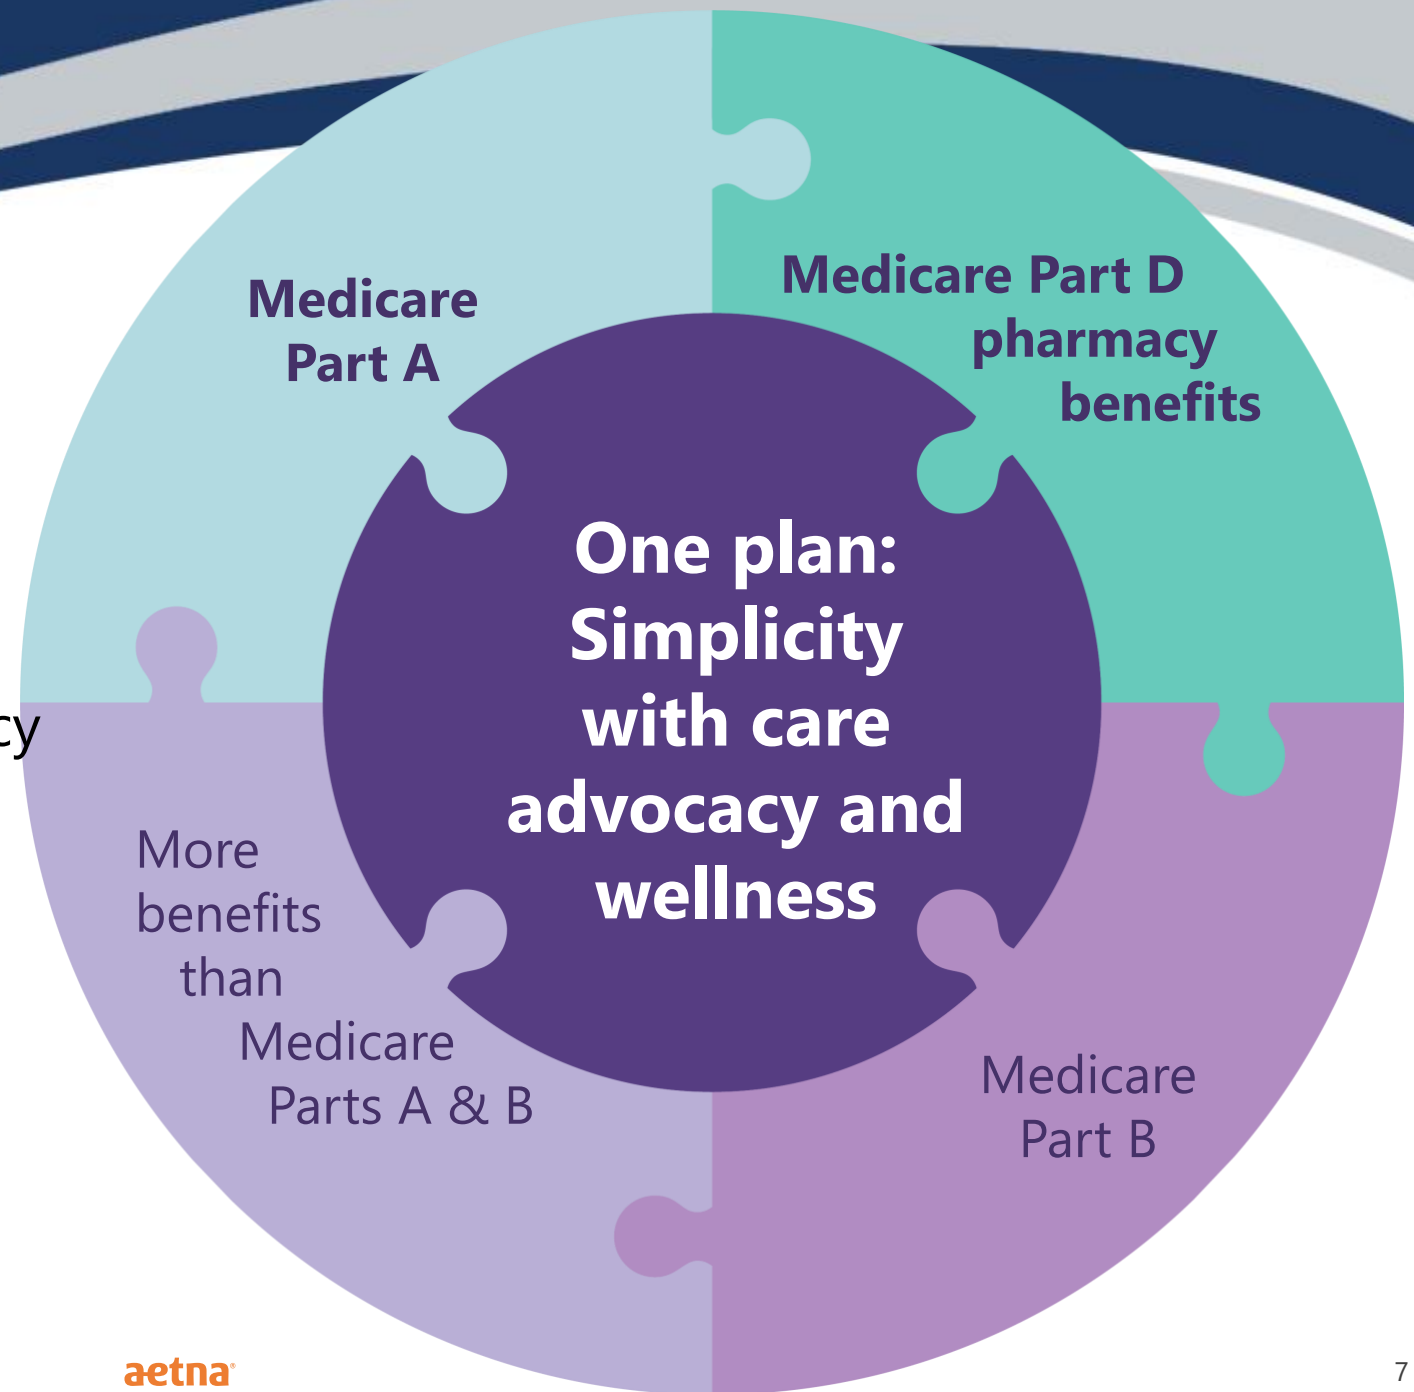 Medicare
Part A
Medicare Part D
pharmacy
benefits
One plan:
Simplicity
with care
advocacy and
wellness
cy
More
benefits
than
Medicare
Parts A & B
Medicare
Part B
aetna®
7